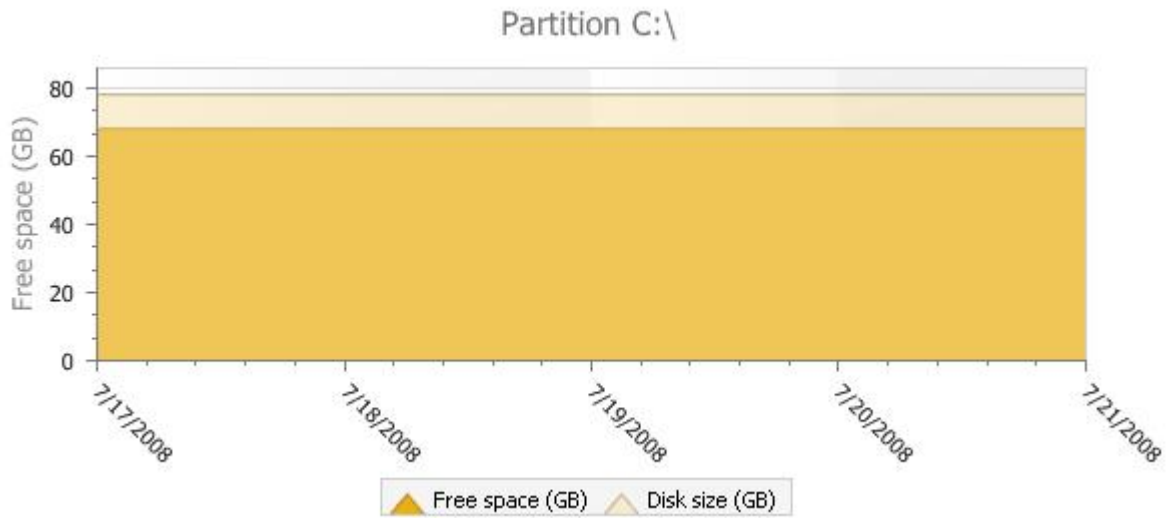 Partition C:\
Free space (GB)
80
60
40
20
0
7/17/2008
7/18/2008
7/19/2008
7/20/2008
7/21/2008
Free space (GB)
Disk size (GB)